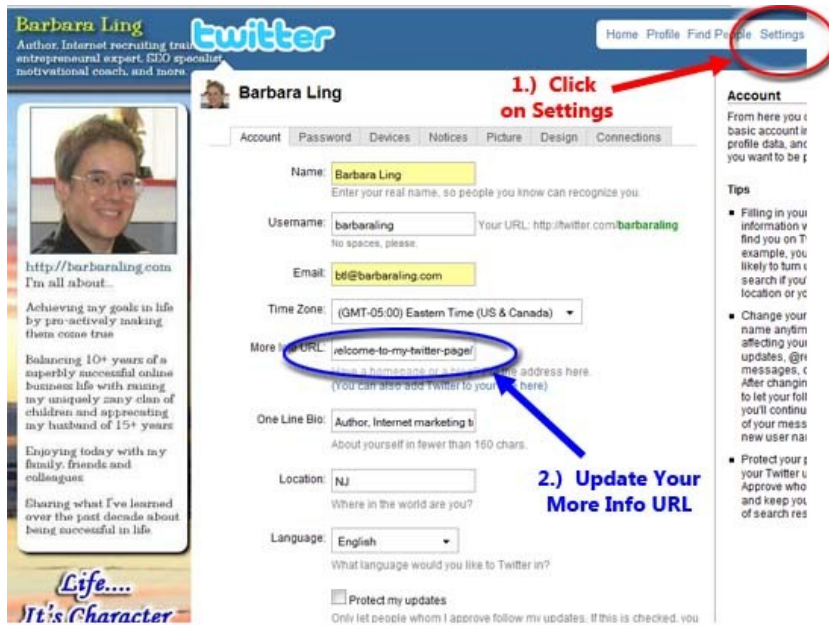 Barbara Ling
Author, Internet recruiting
entrepreneural expert, SEO specalist,
motivational coach, and more.
twitter
Home Profile Find People Settings
1.) Click
on Settings
http://barbaraling.com
I'm all about...
Achieving my goals in life
by pro-actively making
them come true
Balancing 10+ years of a
superbly successful online
business life with raising
my uniquely zany clan of
children and apprecating
my husband of 15+ years
Enjoying today with my
family, friends and
colleagues
Sharing what I've learned
over the past decade about
being successful in life
Life....
It's Character
Barbara Ling
Account Password Devices Notices Picture Design Connections
Name: Barbara Ling
Enter your real name, so people you know can recognize you.
Username: barbaraling Your URL: http://twitter.com/barbaraling
No spaces, please.
Email: btl@barbaraling.com
Time Zone: (GMT-05:00) Eastern Time (US & Canada)
More Info URL: elcome-to-my-twitter-page/
Have a homepage or a blog? the address here.
(You can also add Twitter to your here)
One Line Bio: Author, Internet marketing
About yourself in fewer than 160 chars.
Location: NJ
Where in the world are you?
2.) Update Your
More Info URL
Language: English
What language would you like to Twitter in?
Protect my updates
Only let people whom I approve follow my updates. If this is checked, you
Account
From here you
basic account
profile data, and
you want to be
Tips
Filling in your
information
find you on
example, you
likely to turn
search if you'
location or
Change your
name anytim
affecting your
updates,
messages,
After changin
to let your
you'll continu
of your mess
new user
Protect your
your Twitter
Approve who
and keep you
of search res